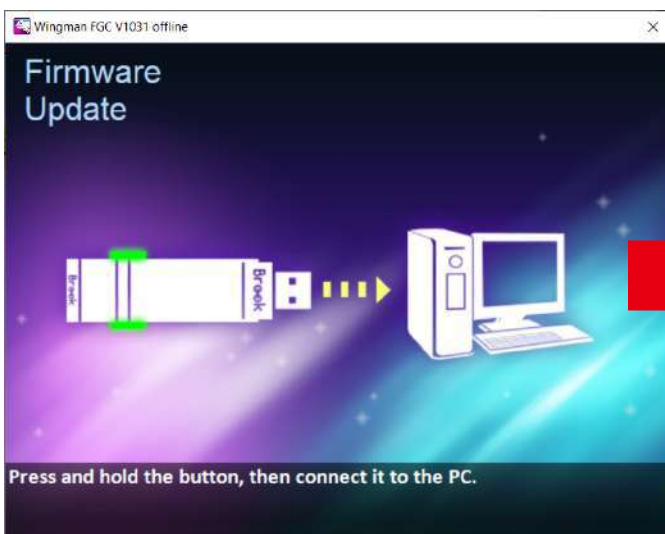 Wingman FGC V1031 offline
Firmware
Update
Brook
Brook
Press and hold the button, then connect it to the PC.